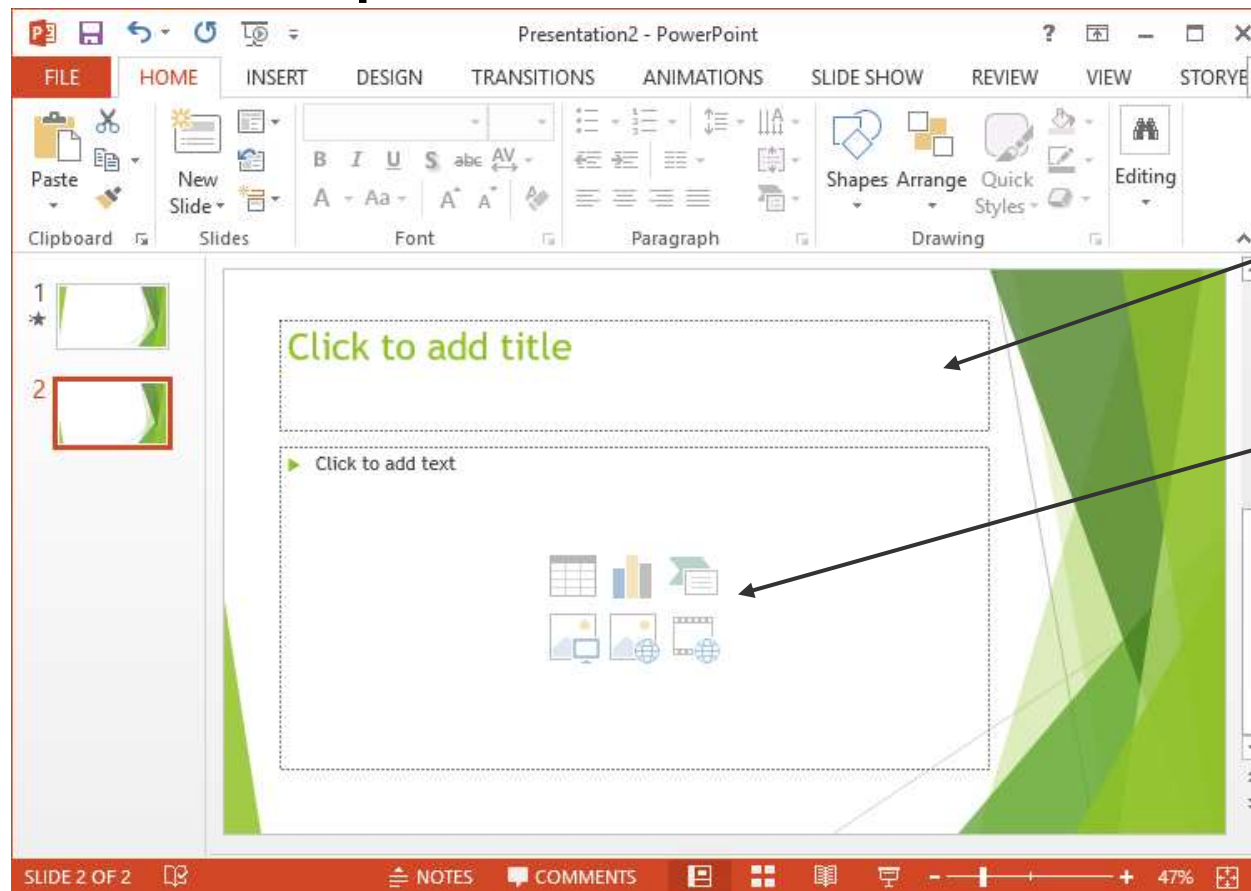 Presentation2 - PowerPoint
FILE HOME INSERT DESIGN TRANSITIONS ANIMATIONS SLIDE SHOW REVIEW VIEW STORYE
Paste
New
Slide
B I U S abc AV
A Aa A A
Shapes Arrange Quick
Styles
Editing
Clipboard Slides Font Paragraph Drawing
1
2
Click to add title
Click to add text
SLIDE 2 OF 2 NOTES COMMENTS 47%